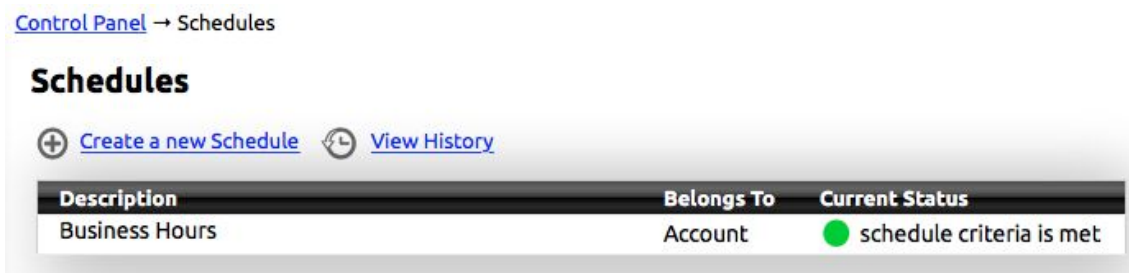 Control Panel → Schedules
Schedules
Create a new Schedule View History
Description Belongs To Current Status
Business Hours Account schedule criteria is met